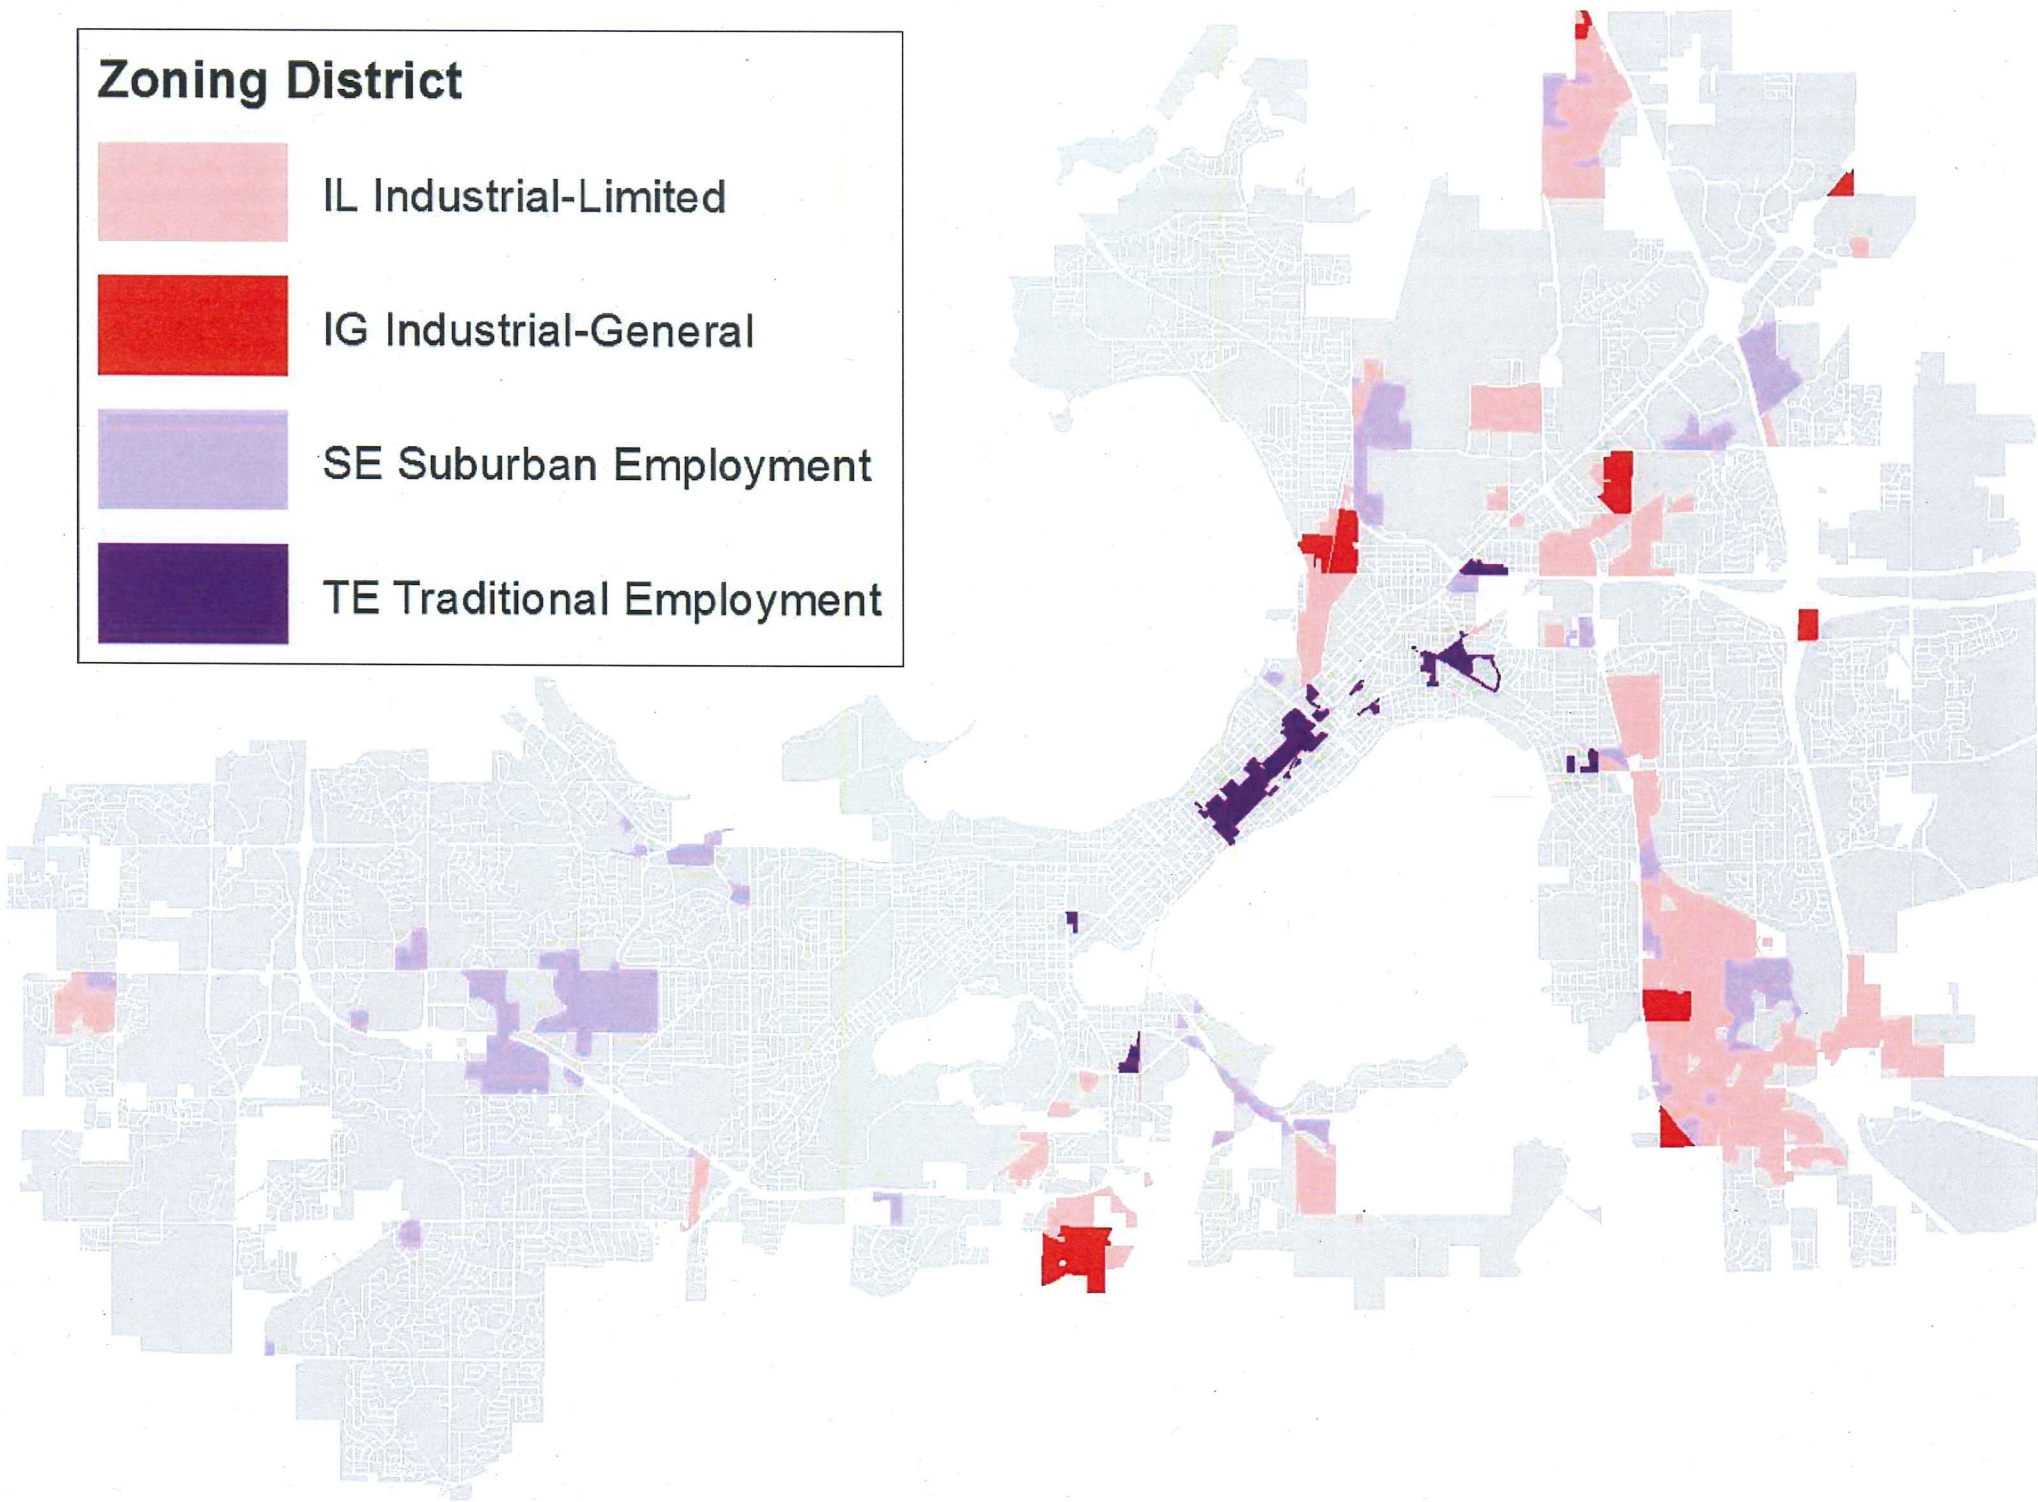 Zoning District
IL Industrial-Limited
IG Industrial-General
SE Suburban Employment
TE Traditional Employment